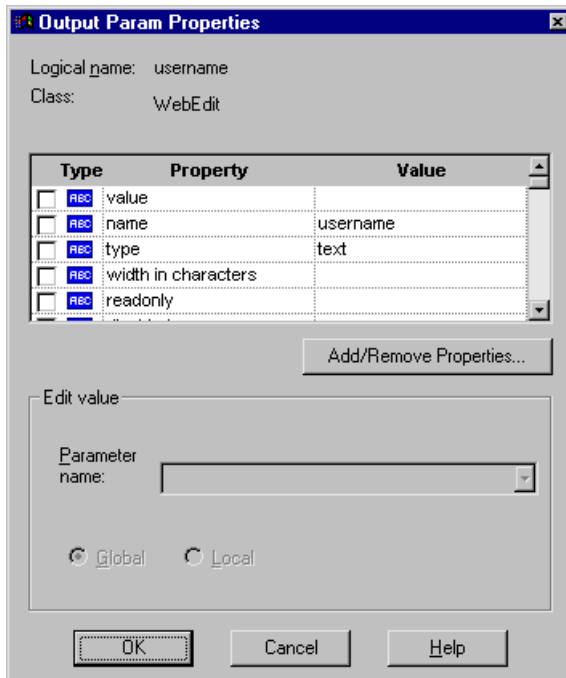 Output Param Properties
Logical name: username
Class: WebEdit
Type Property Value
ABC value
ABC name username
ABC type text
ABC width in characters
ABC readonly
Add/Remove Properties...
Edit value
Parameter
name:
Global Local
OK Cancel Help